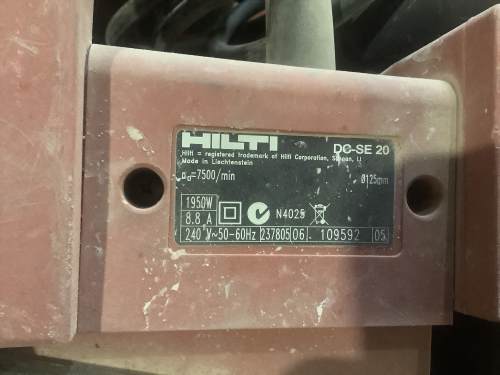 HILTI DC-SE 20
Hilti = registered trademark of Hilti Corporation, Schaan, LI
Made in Liechtenstein
n₀=7500/min Ø125mm
1950W
8.8 A N4025
240 V~50-60Hz 237805 06. 109592 05